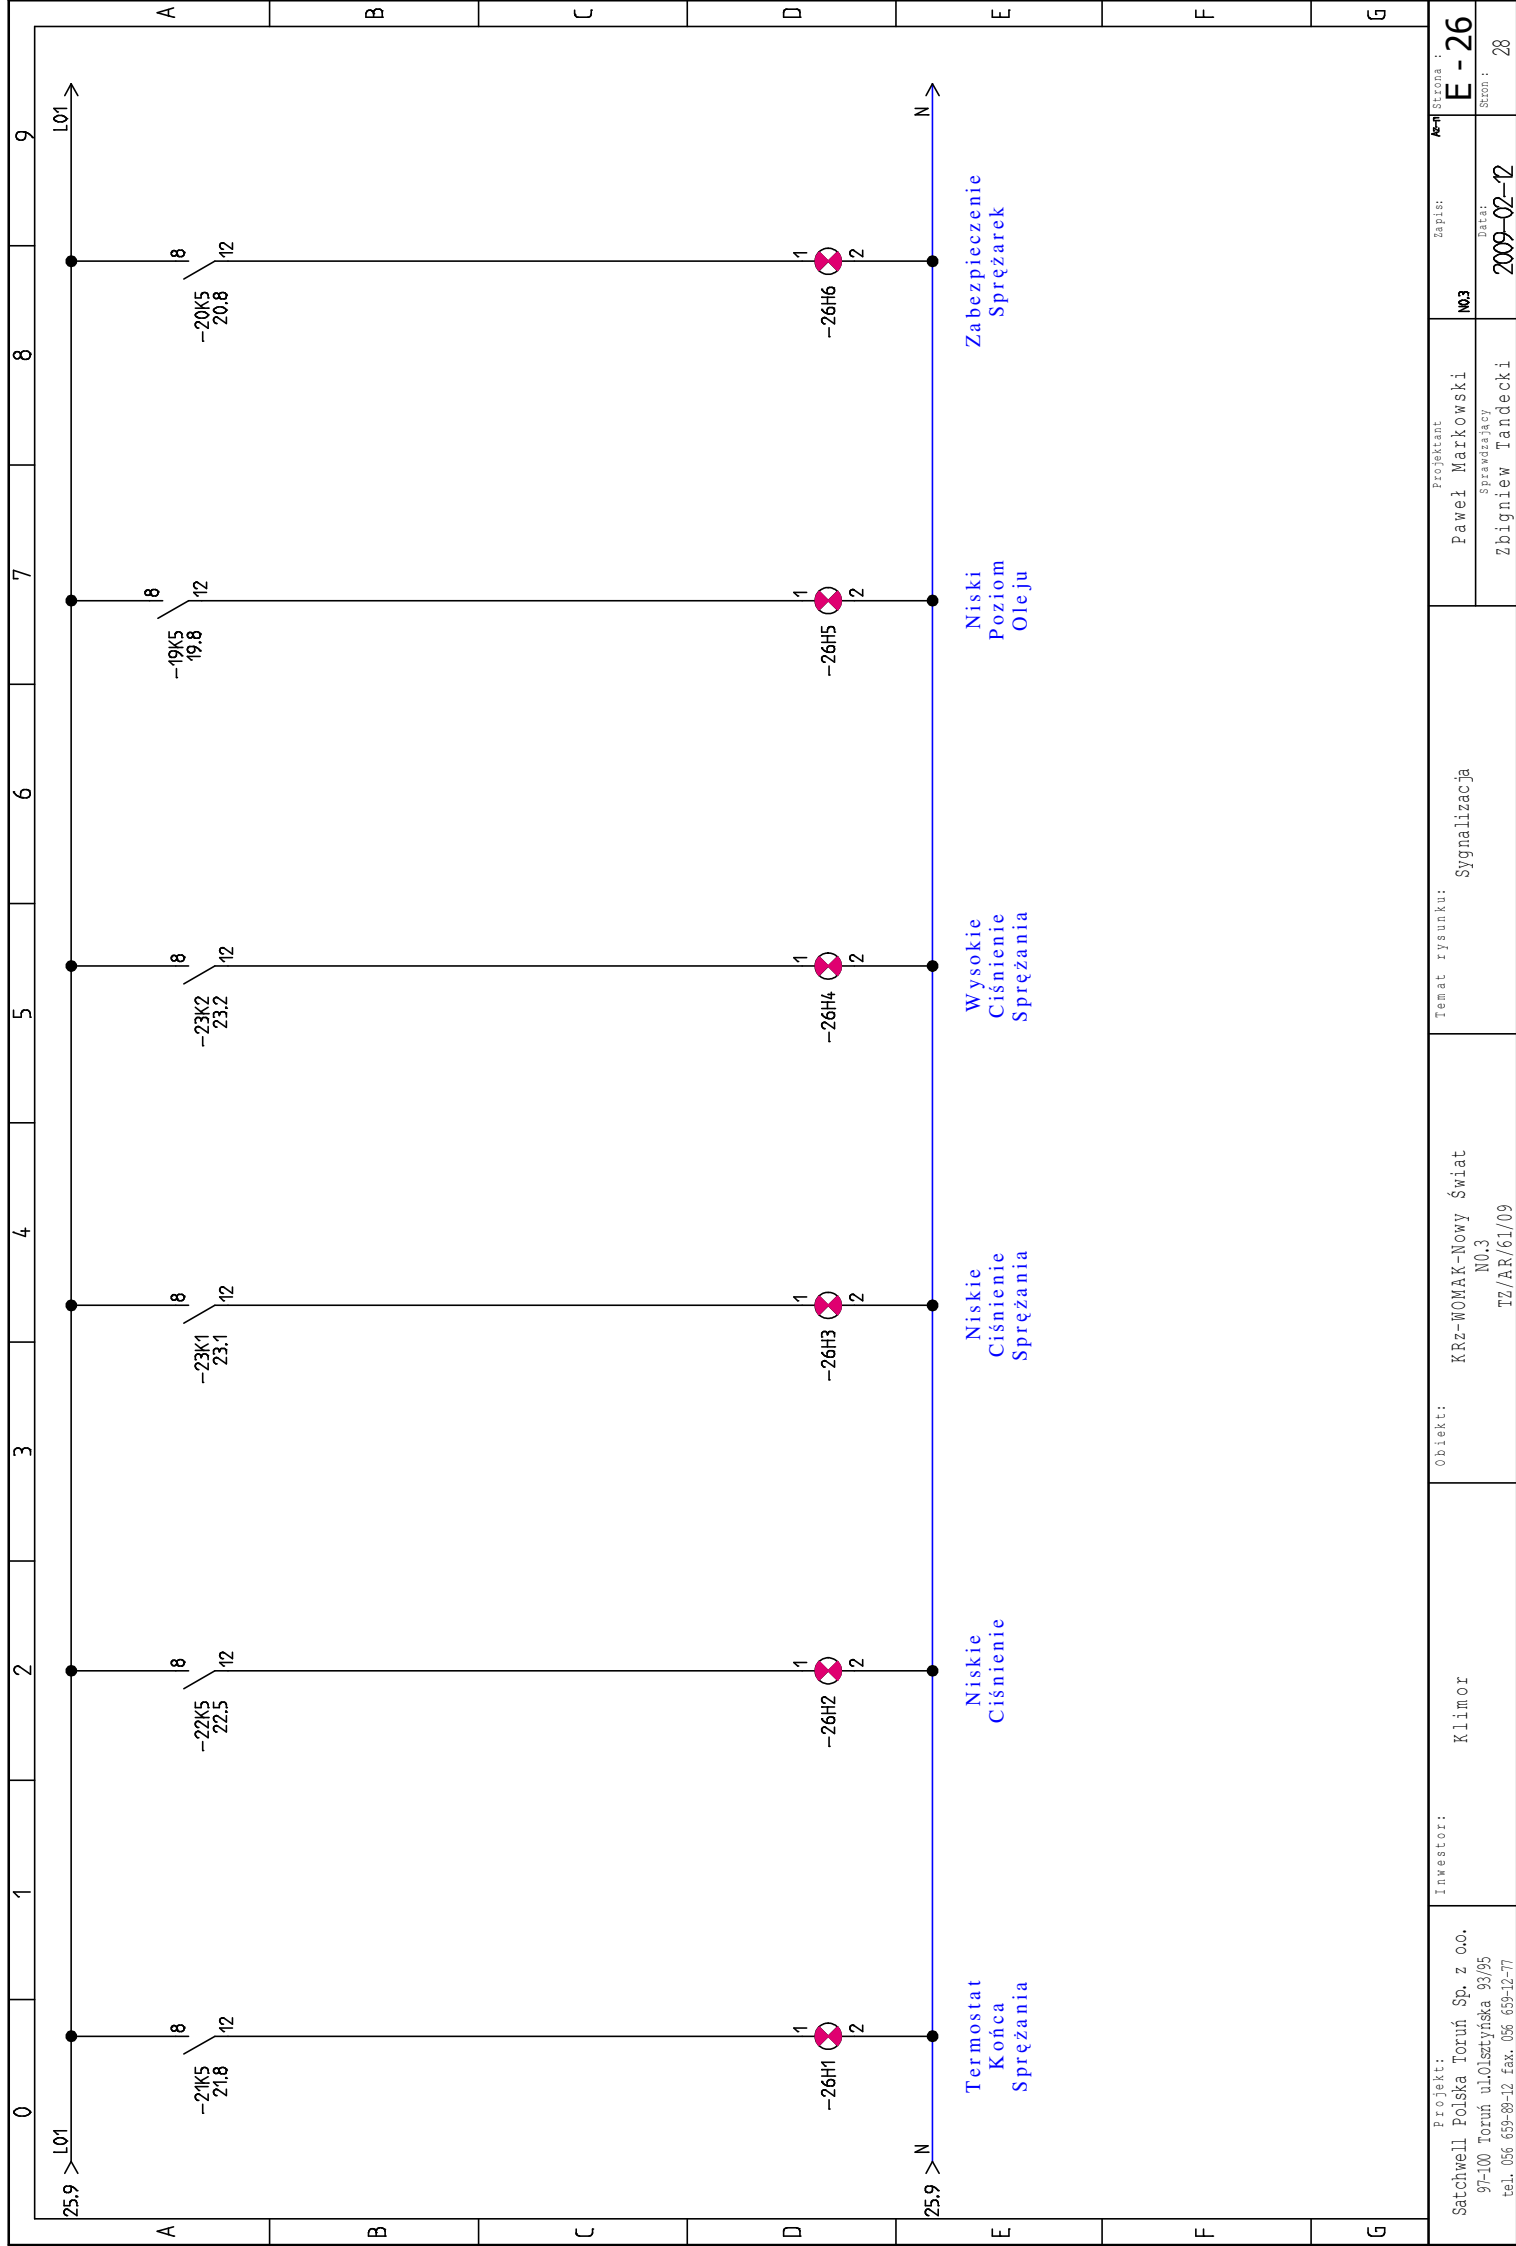 0 1 2 3 4 5 6 7 8 9
A A
B B
C C
D D
E E
F F
G G
25.9 L01
L01
-21K5
21.8
8
12
-22K5
22.5
8
12
-23K1
23.1
8
12
-23K2
23.2
8
12
-19K5
19.8
8
12
-20K5
20.8
8
12
-26H1
1
2
-26H2
1
2
-26H3
1
2
-26H4
1
2
-26H5
1
2
-26H6
1
2
25.9 N
N
Termostat
Końca
Sprężania
Niskie
Ciśnienie
Niskie
Ciśnienie
Sprężania
Wysokie
Ciśnienie
Sprężania
Niski
Poziom
Oleju
Zabezpieczenie
Sprężarek
Projekt:
Satchwell Polska Toruń Sp. z o.o.
97-100 Toruń ul.Olsztyńska 93/95
tel. 056 659-89-12 fax. 056 659-12-77
Inwestor:
Klimor
Obiekt:
KRz-WOMAK-Nowy Świat
NO.3
TZ/AR/61/09
Temat rysunku:
Sygnalizacja
Projektant
Paweł Markowski
Sprawdzający
Zbigniew Tandecki
Zapis:
NO.3
Data:
2009-02-12
Strona :
E - 26
Stron : 28